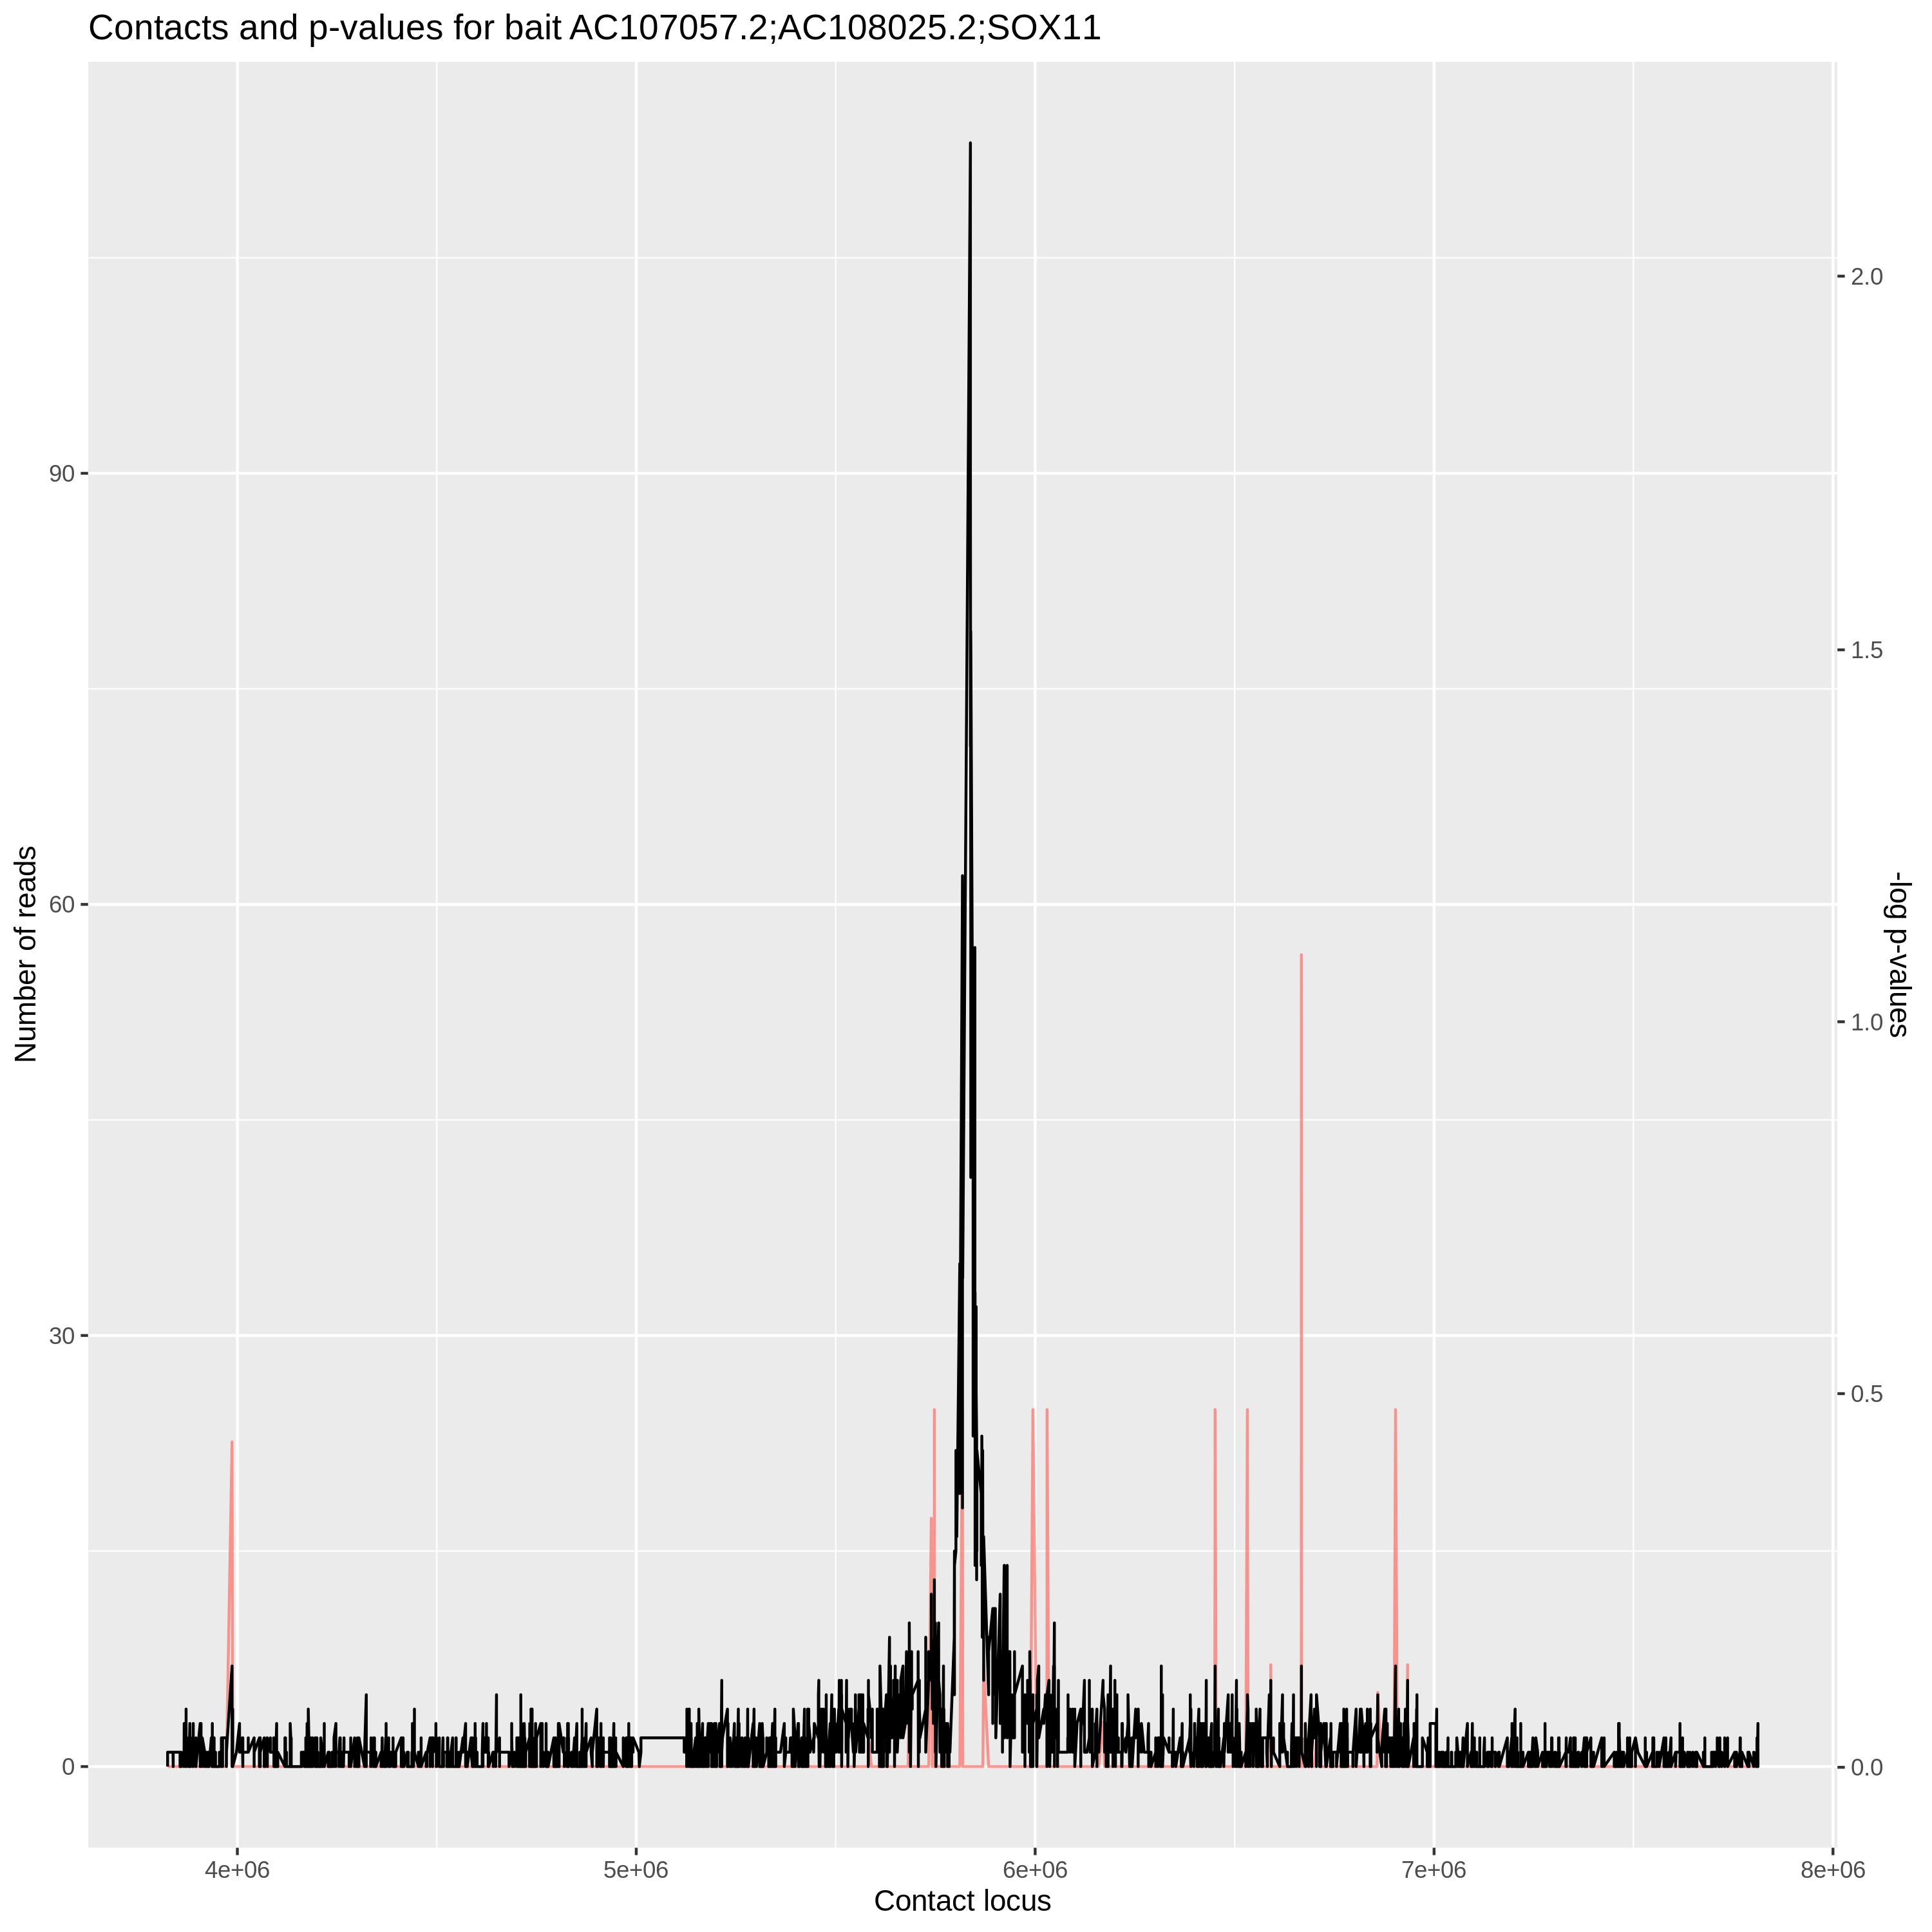 Contacts and p-values for bait AC107057.2;AC108025.2;SOX11
Number of reads
90
60
30
0
2.0
1.5
1.0
0.5
0.0
-log p-values
4e+06
5e+06
6e+06
7e+06
8e+06
Contact locus